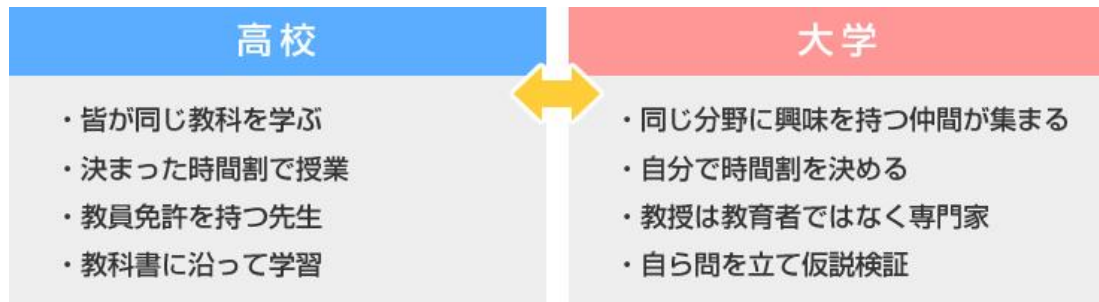 高校
・皆が同じ教科を学ぶ
・決まった時間割で授業
・教員免許を持つ先生
・教科書に沿って学習
大学
・同じ分野に興味を持つ仲間が集まる
・自分で時間割を決める
・教授は教育者ではなく専門家
・自ら問を立て仮説検証